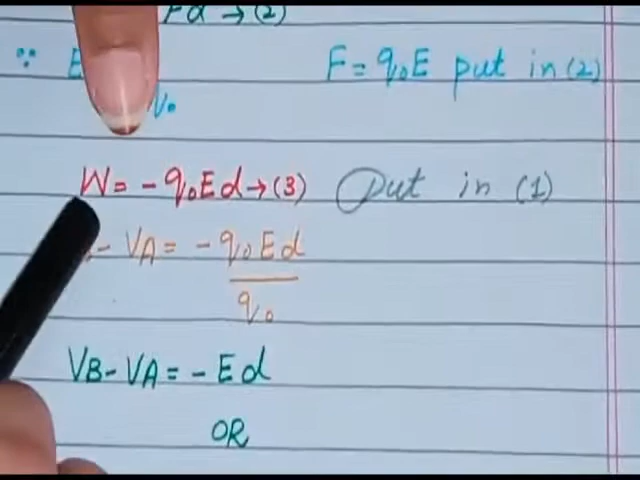 Fd → (2)
∵ E F = q₀E put in (2)
W = - q₀Ed → (3) put in (1)
- VA = - q₀Ed
q₀
VB - VA = - Ed
OR